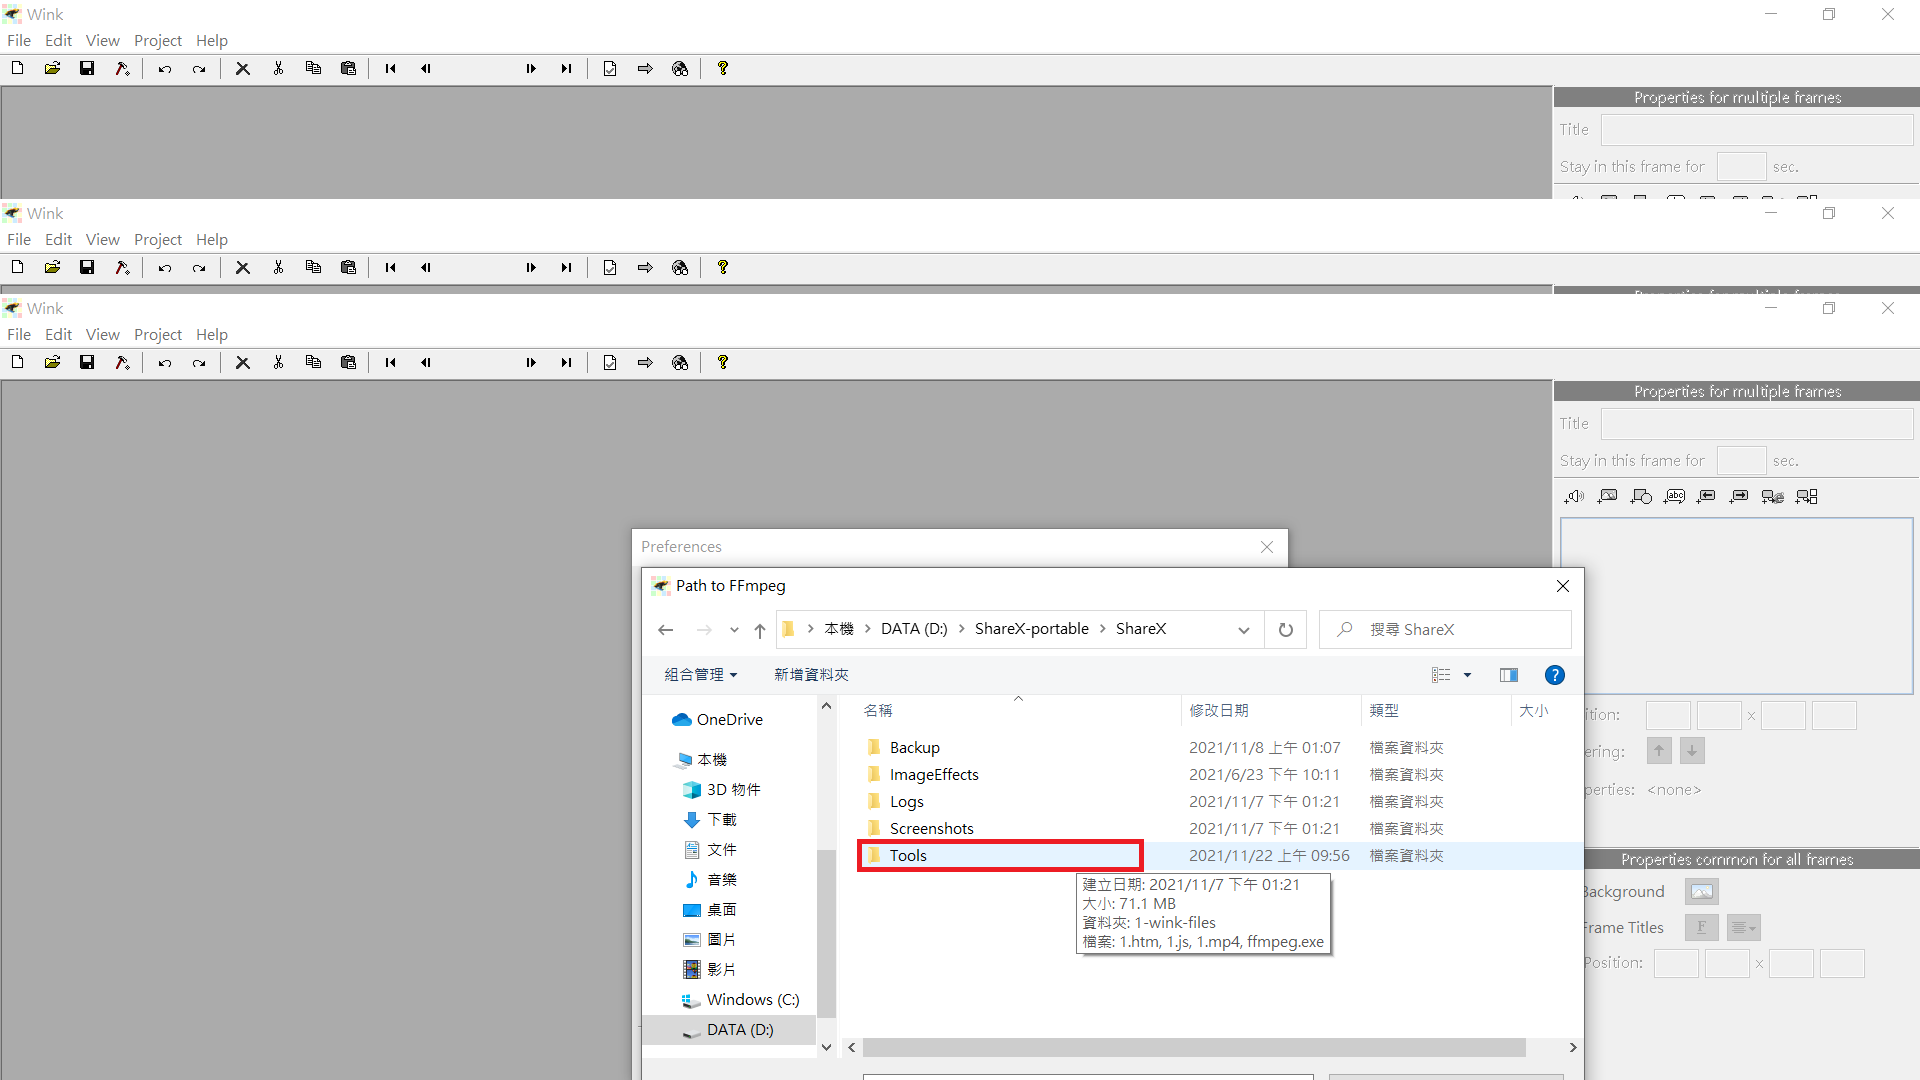 Wink
File Edit View Project Help
Properties for multiple frames
Title
Stay in this frame for sec.
Wink
File Edit View Project Help
Wink
File Edit View Project Help
Properties for multiple frames
Title
Stay in this frame for sec.
abc
Preferences
Path to FFmpeg
本機 DATA (D:) ShareX-portable ShareX
搜尋 ShareX
組合管理 新增資料夾
OneDrive
本機
3D 物件
下載
文件
音樂
桌面
圖片
影片
Windows (C:)
DATA (D:)
名稱 修改日期 類型 大小
Backup 2021/11/8 上午 01:07 檔案資料夾
ImageEffects 2021/6/23 下午 10:11 檔案資料夾
Logs 2021/11/7 下午 01:21 檔案資料夾
Screenshots 2021/11/7 下午 01:21 檔案資料夾
Tools 2021/11/22 上午 09:56 檔案資料夾
建立日期: 2021/11/7 下午 01:21
大小: 71.1 MB
資料夾: 1-wink-files
檔案: 1.htm, 1.js, 1.mp4, ffmpeg.exe
ition: x
ering:
perties: <none>
Properties common for all frames
Background
Frame Titles F
Position: x